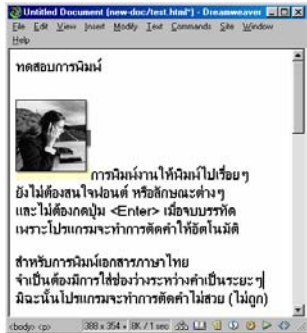 Untitled Document (new-doc/test.html*) - Dreamweaver
File Edit View Insert Modify Text Commands Site Window
Help
ทดสอบการพิมพ์
การพิมพ์งานให้พิมพ์ไปเรื่อยๆ
ยังไม่ต้องสนใจฟอนต์ หรือลักษณะต่างๆ
และไม่ต้องกดปุ่ม <Enter> เมื่อจบบรรทัด
เพราะโปรแกรมจะทำการตัดคำให้อัตโนมัติ
สำหรับการพิมพ์เอกสารภาษาไทย
จำเป็นต้องมีการใส่ช่องว่างระหว่างคำเป็นระยะๆ
มิฉะนั้นโปรแกรมจะทำการตัดคำไม่สวย (ไม่ถูก)
<body> <p> 388 x 354 8K / 1 sec